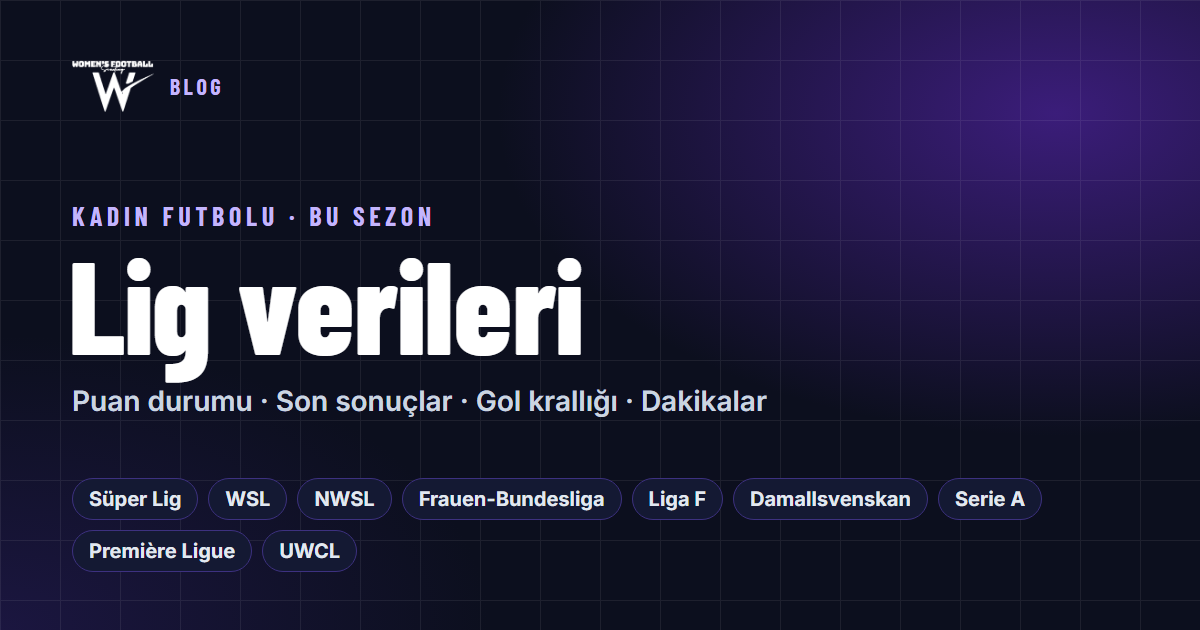 WOMEN'S FOOTBALL
BLOG
KADIN FUTBOLU · BU SEZON
Lig verileri
Puan durumu · Son sonuçlar · Gol krallığı · Dakikalar
Süper Lig WSL NWSL Frauen-Bundesliga Liga F Damallsvenskan Serie A
Première Ligue UWCL